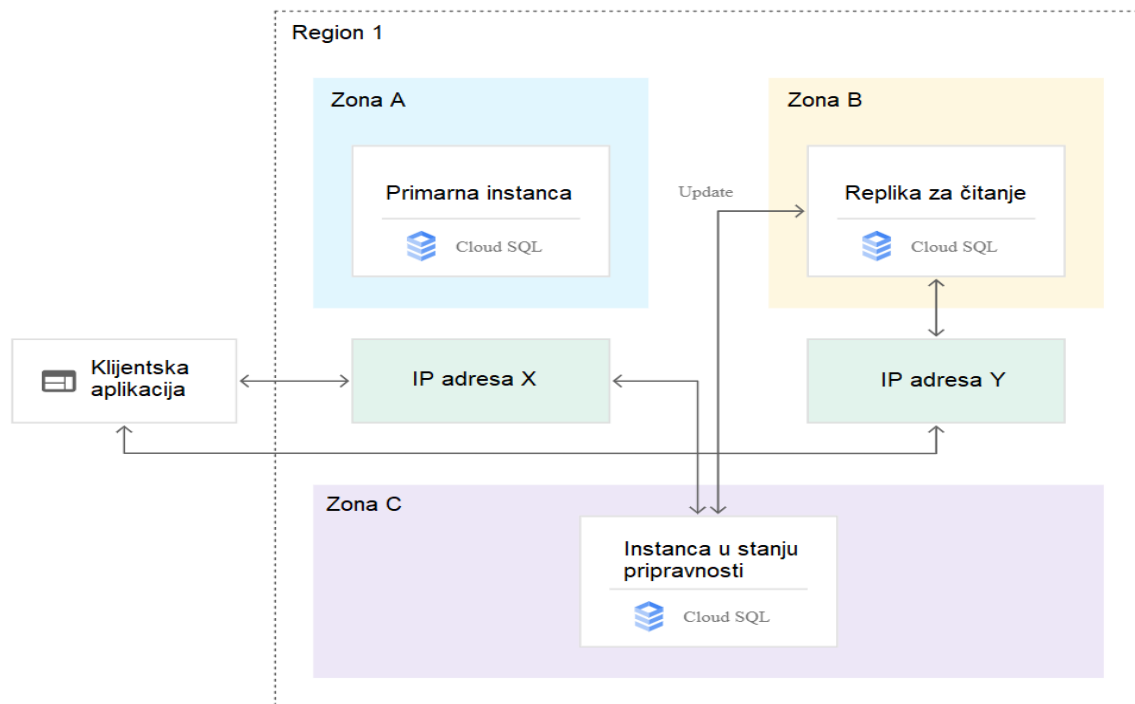 Region 1
Zona A
Zona B
Primarna instanca
Cloud SQL
Update
Replika za čitanje
Cloud SQL
Klijentska
aplikacija
IP adresa X
IP adresa Y
Zona C
Instanca u stanju
pripravnosti
Cloud SQL